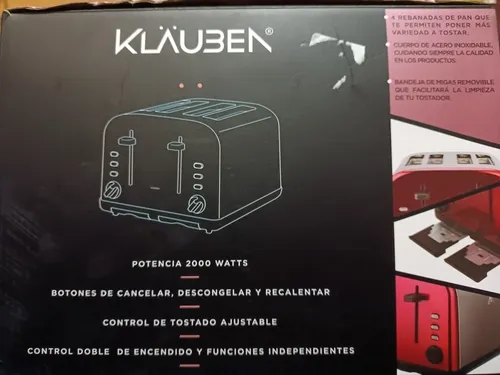 KLÄUBEN®
POTENCIA 2000 WATTS
BOTONES DE CANCELAR, DESCONGELAR Y RECALENTAR
CONTROL DE TOSTADO AJUSTABLE
CONTROL DOBLE DE ENCENDIDO Y FUNCIONES INDEPENDIENTES
4 REBANADAS DE PAN QUE
TE PERMITEN PONER MÁS
VARIEDAD A TOSTAR.
CUERPO DE ACERO INOXIDABLE,
CUIDANDO SIEMPRE LA CALIDAD
EN LOS PRODUCTOS.
BANDEJA DE MIGAS REMOVIBLE
QUE FACILITARÁ LA LIMPIEZA
DE TU TOSTADOR.